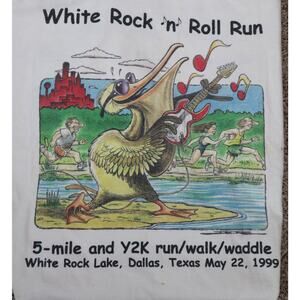 White Rock 'n' Roll Run
5-mile and Y2K run/walk/waddle
White Rock Lake, Dallas, Texas May 22, 1999